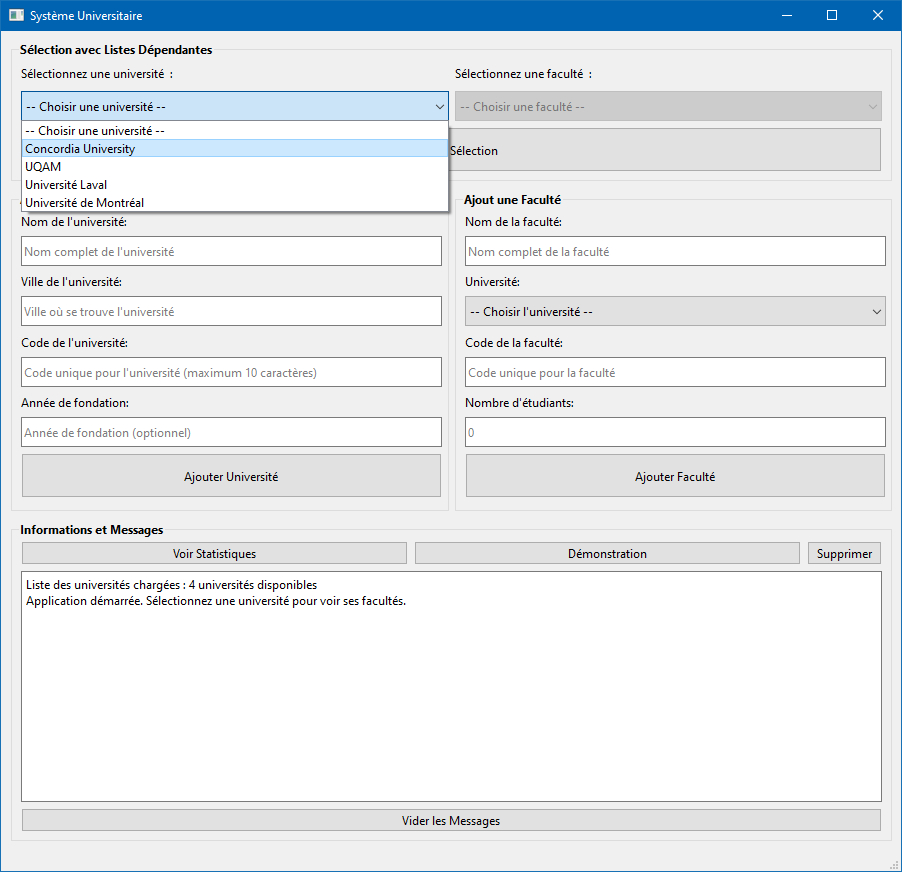 Système Universitaire
Sélection avec Listes Dépendantes
Sélectionnez une université :
Sélectionnez une faculté :
-- Choisir une université --
-- Choisir une faculté --
-- Choisir une université --
Concordia University
UQAM
Université Laval
Université de Montréal
Sélection
Ajout une Faculté
Nom de l'université:
Nom de la faculté:
Nom complet de l'université
Nom complet de la faculté
Ville de l'université:
Université:
Ville où se trouve l'université
-- Choisir l'université --
Code de l'université:
Code de la faculté:
Code unique pour l'université (maximum 10 caractères)
Code unique pour la faculté
Année de fondation:
Nombre d'étudiants:
Année de fondation (optionnel)
0
Ajouter Université
Ajouter Faculté
Informations et Messages
Voir Statistiques
Démonstration
Supprimer
Liste des universités chargées : 4 universités disponibles
Application démarrée. Sélectionnez une université pour voir ses facultés.
Vider les Messages